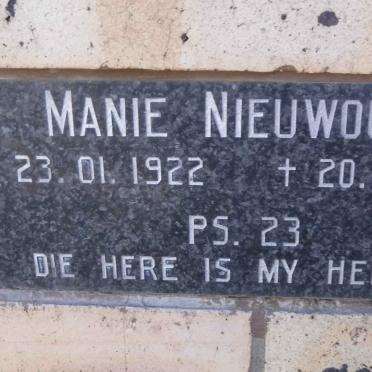 MANIE NIEUWOU
23.01.1922 † 20.
PS. 23
DIE HERE IS MY HE